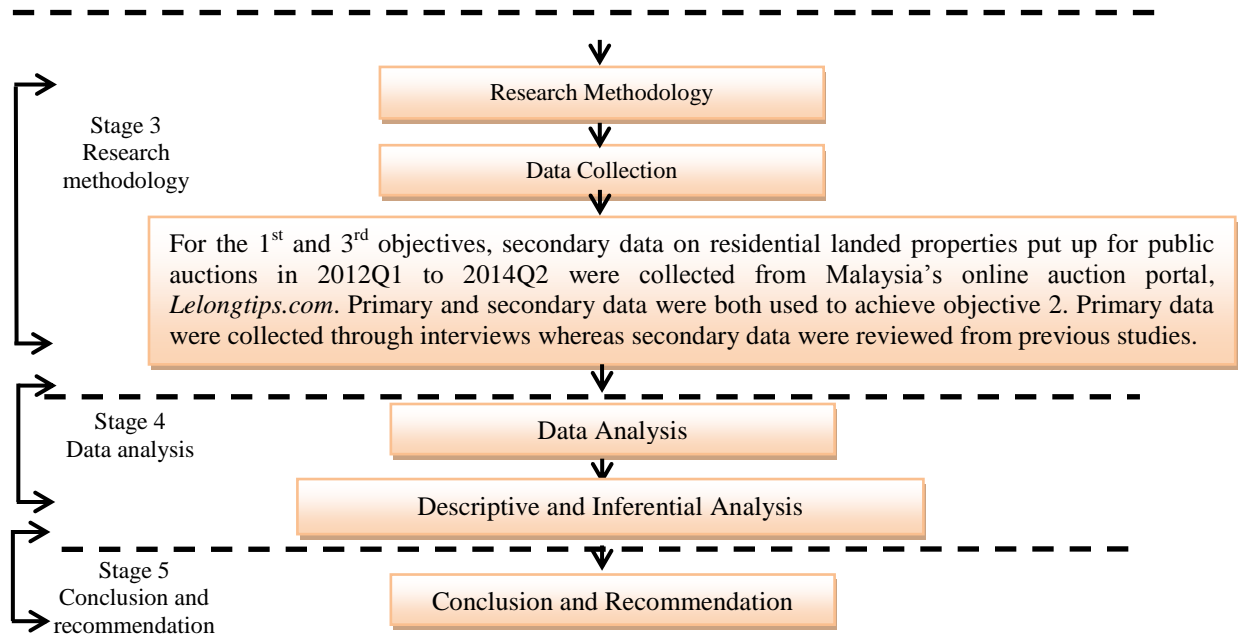 Research Methodology
Stage 3
Research
methodology
Data Collection
For the 1st and 3rd objectives, secondary data on residential landed properties put up for public
auctions in 2012Q1 to 2014Q2 were collected from Malaysia’s online auction portal,
Lelongtips.com. Primary and secondary data were both used to achieve objective 2. Primary data
were collected through interviews whereas secondary data were reviewed from previous studies.
Stage 4
Data analysis
Data Analysis
Descriptive and Inferential Analysis
Stage 5
Conclusion and
recommendation
Conclusion and Recommendation